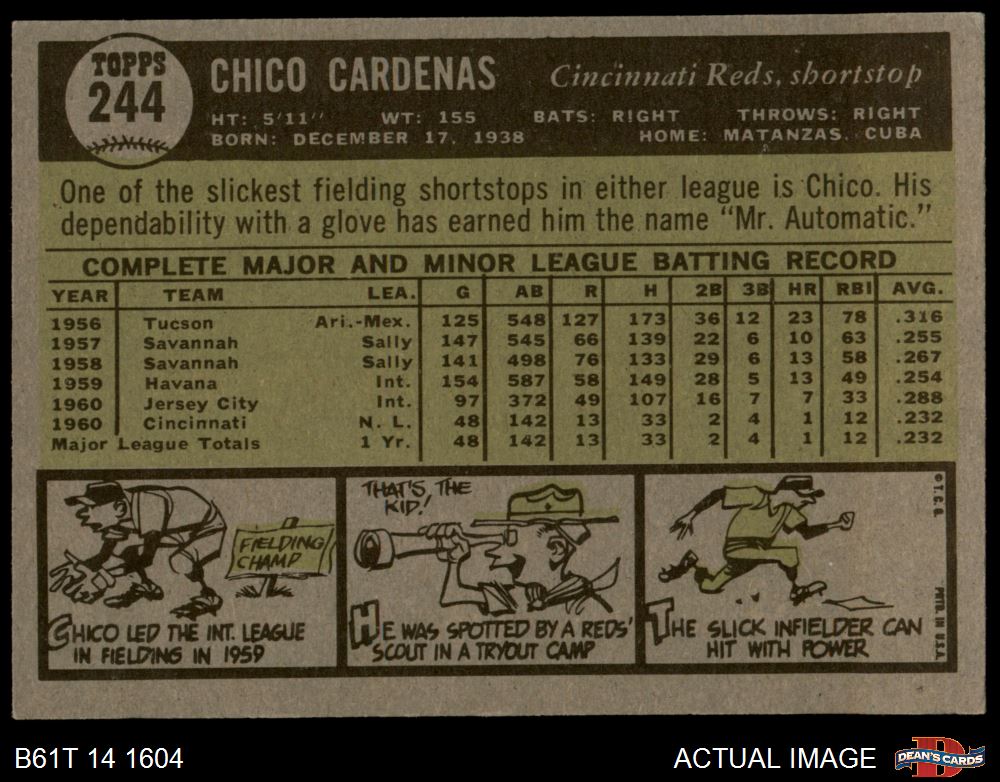 TOPPS
244
CHICO CARDENAS Cincinnati Reds, shortstop
HT: 5'11" WT: 155 BATS: RIGHT THROWS: RIGHT
BORN: DECEMBER 17, 1938 HOME: MATANZAS, CUBA
One of the slickest fielding shortstops in either league is Chico. His
dependability with a glove has earned him the name "Mr. Automatic."
COMPLETE MAJOR AND MINOR LEAGUE BATTING RECORD
YEAR TEAM LEA. G AB R H 2B 3B HR RBI AVG.
1956 Tucson Ari.-Mex. 125 548 127 173 36 12 23 78 .316
1957 Savannah Sally 147 545 66 139 22 6 10 63 .255
1958 Savannah Sally 141 498 76 133 29 6 13 58 .267
1959 Havana Int. 154 587 58 149 28 5 13 49 .254
1960 Jersey City Int. 97 372 49 107 16 7 7 33 .288
1960 Cincinnati N. L. 48 142 13 33 2 4 1 12 .232
Major League Totals 1 Yr. 48 142 13 33 2 4 1 12 .232
FIELDING
CHAMP
CHICO LED THE INT. LEAGUE
IN FIELDING IN 1959
THAT'S THE
KID!
HE WAS SPOTTED BY A REDS'
SCOUT IN A TRYOUT CAMP
THE SLICK INFIELDER CAN
HIT WITH POWER
© T. C. G.
PRTD. IN U.S.A.
B61T 14 1604
ACTUAL IMAGE
D
DEAN'S CARDS